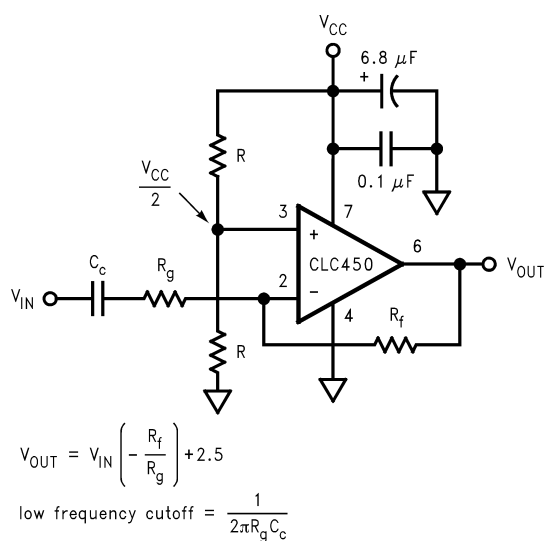 V_CC
6.8 µF
+
R
V_CC / 2
0.1 µF
3
7
+
C_c
R_g
CLC450
6
V_OUT
V_IN
2
−
4
R_f
R
V_OUT = V_IN ( − R_f / R_g ) + 2.5
low frequency cutoff = 1 / 2πR_gC_c